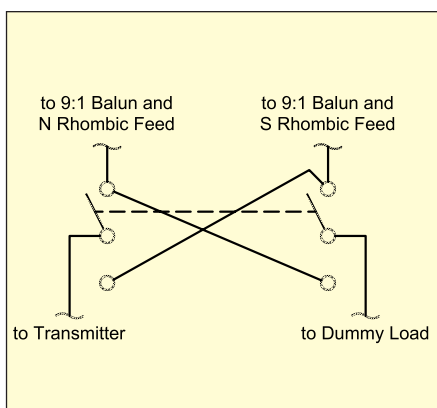 to 9:1 Balun and
N Rhombic Feed
to 9:1 Balun and
S Rhombic Feed
to Transmitter
to Dummy Load